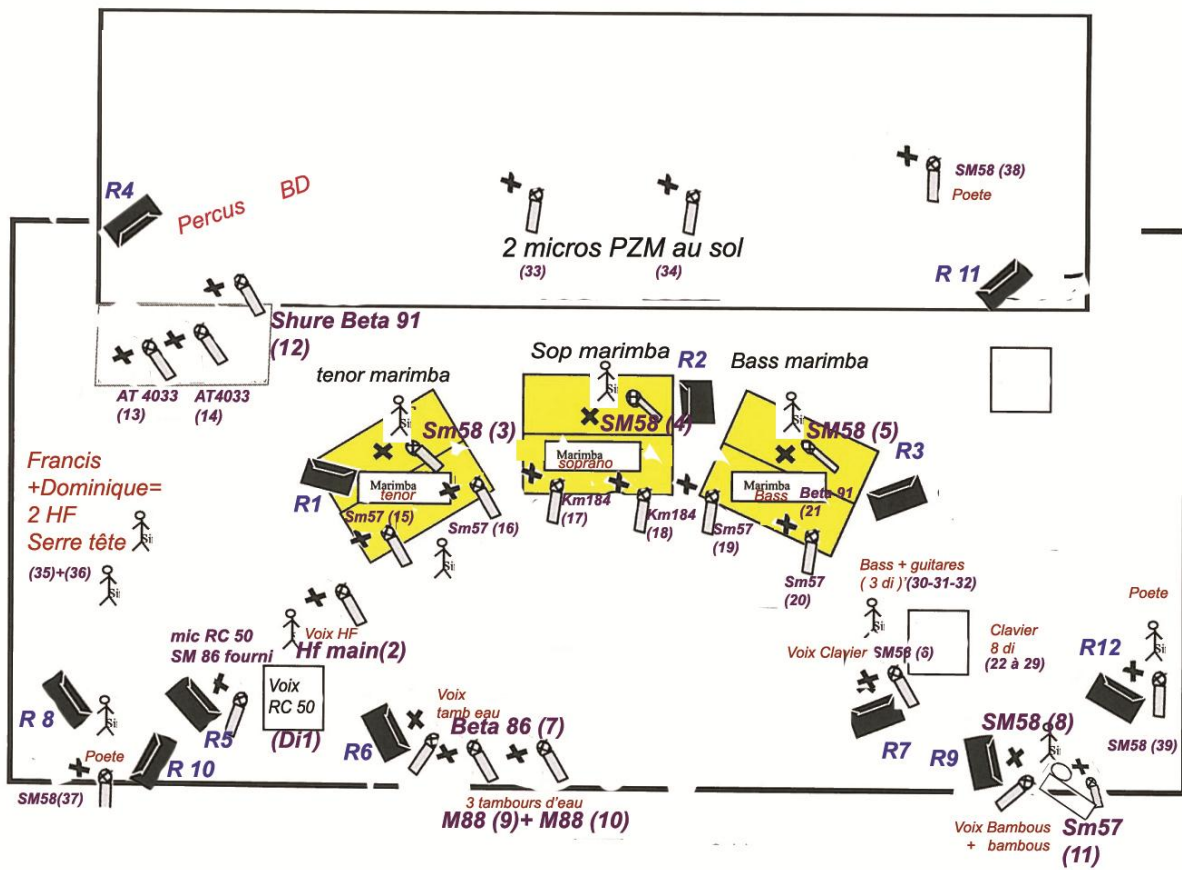 R4
Percus BD
SM58 (38)
Poete
2 micros PZM au sol
(33)
(34)
R 11
Shure Beta 91
(12)
AT 4033
(13)
AT4033
(14)
Sop marimba
R2
Bass marimba
tenor marimba
Sm58 (3)
SM58 (4)
SM58 (5)
R3
Francis
+Dominique=
2 HF
Serre tête
(35)+(36)
R1
Marimba
tenor
Marimba
soprano
Marimba
Bass
Beta 91
(21
Sm57 (15)
Sm57 (16)
Km184
(17)
Km184
(18)
Sm57
(19)
Sm57
(20)
Bass + guitares
( 3 di )'(30-31-32)
Poete
mic RC 50
SM 86 fourni
Voix HF
Hf main(2)
Voix Clavier
SM58 (6)
Clavier
8 di
(22 à 29)
R12
R 8
R5
Voix
RC 50
(Di1)
Voix
tamb eau
Beta 86 (7)
R6
R7
R9
SM58 (8)
SM58 (39)
Poete
R 10
SM58(37)
3 tambours d'eau
M88 (9)+ M88 (10)
Voix Bambous
+ bambous
Sm57
(11)